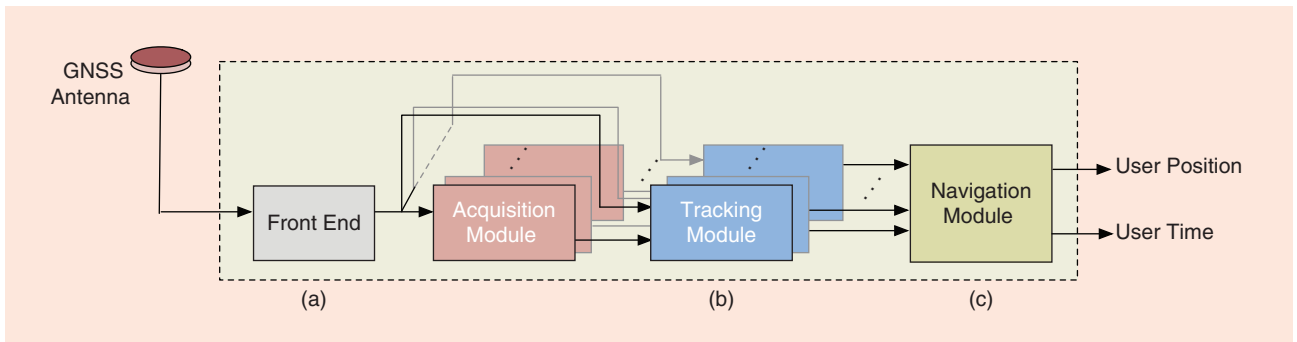 GNSS
Antenna
Front End
Acquisition
Module
Tracking
Module
Navigation
Module
User Position
User Time
(a)
(b)
(c)